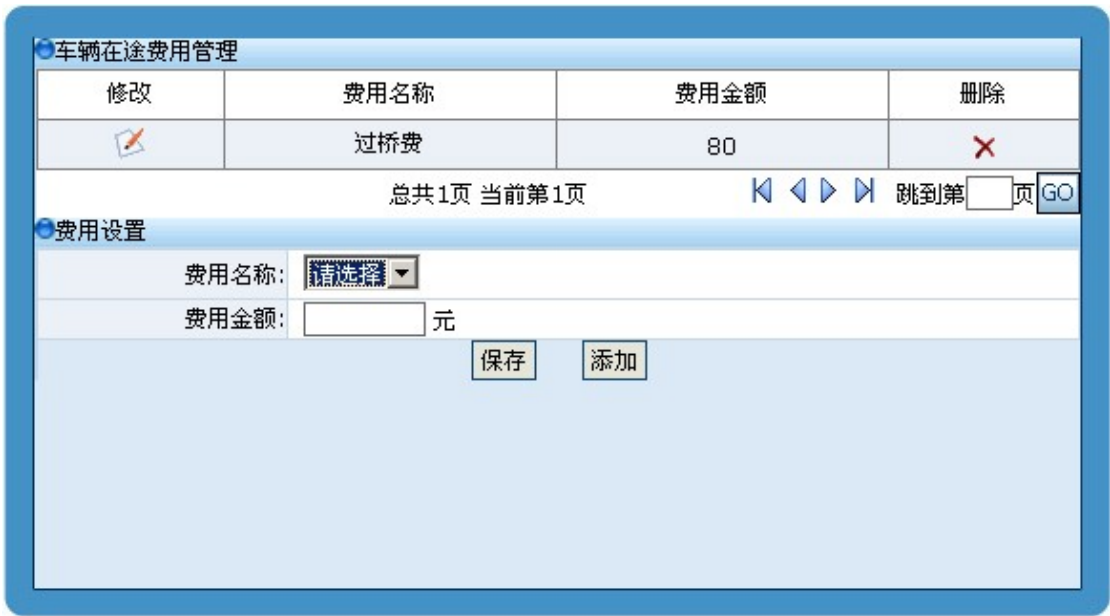 车辆在途费用管理
修改 费用名称 费用金额 删除
过桥费 80
总共1页 当前第1页 跳到第 页 GO
费用设置
费用名称: 请选择
费用金额: 元
保存 添加